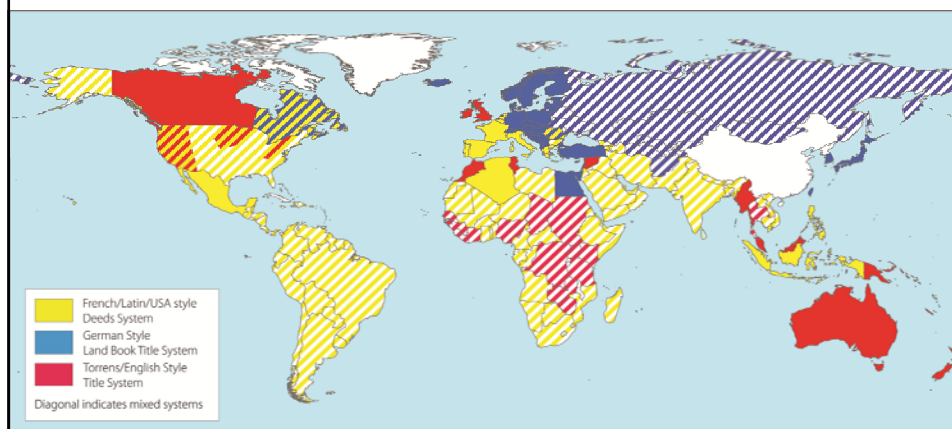 French/Latin/USA style
Deeds System
German Style
Land Book Title System
Torrens/English Style
Title System
Diagonal indicates mixed systems